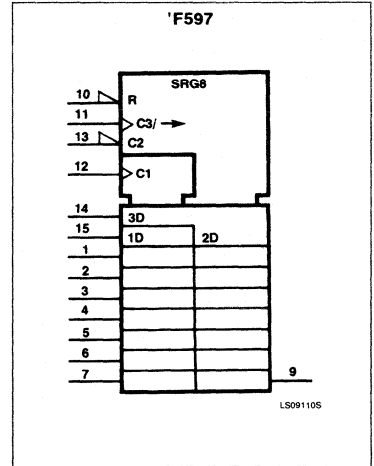 'F597
SRG8
10 R
11 C3/ →
13 C2
12 C1
14 3D
15 1D 2D
1
2
3
4
5
6
7 9
LS09110S